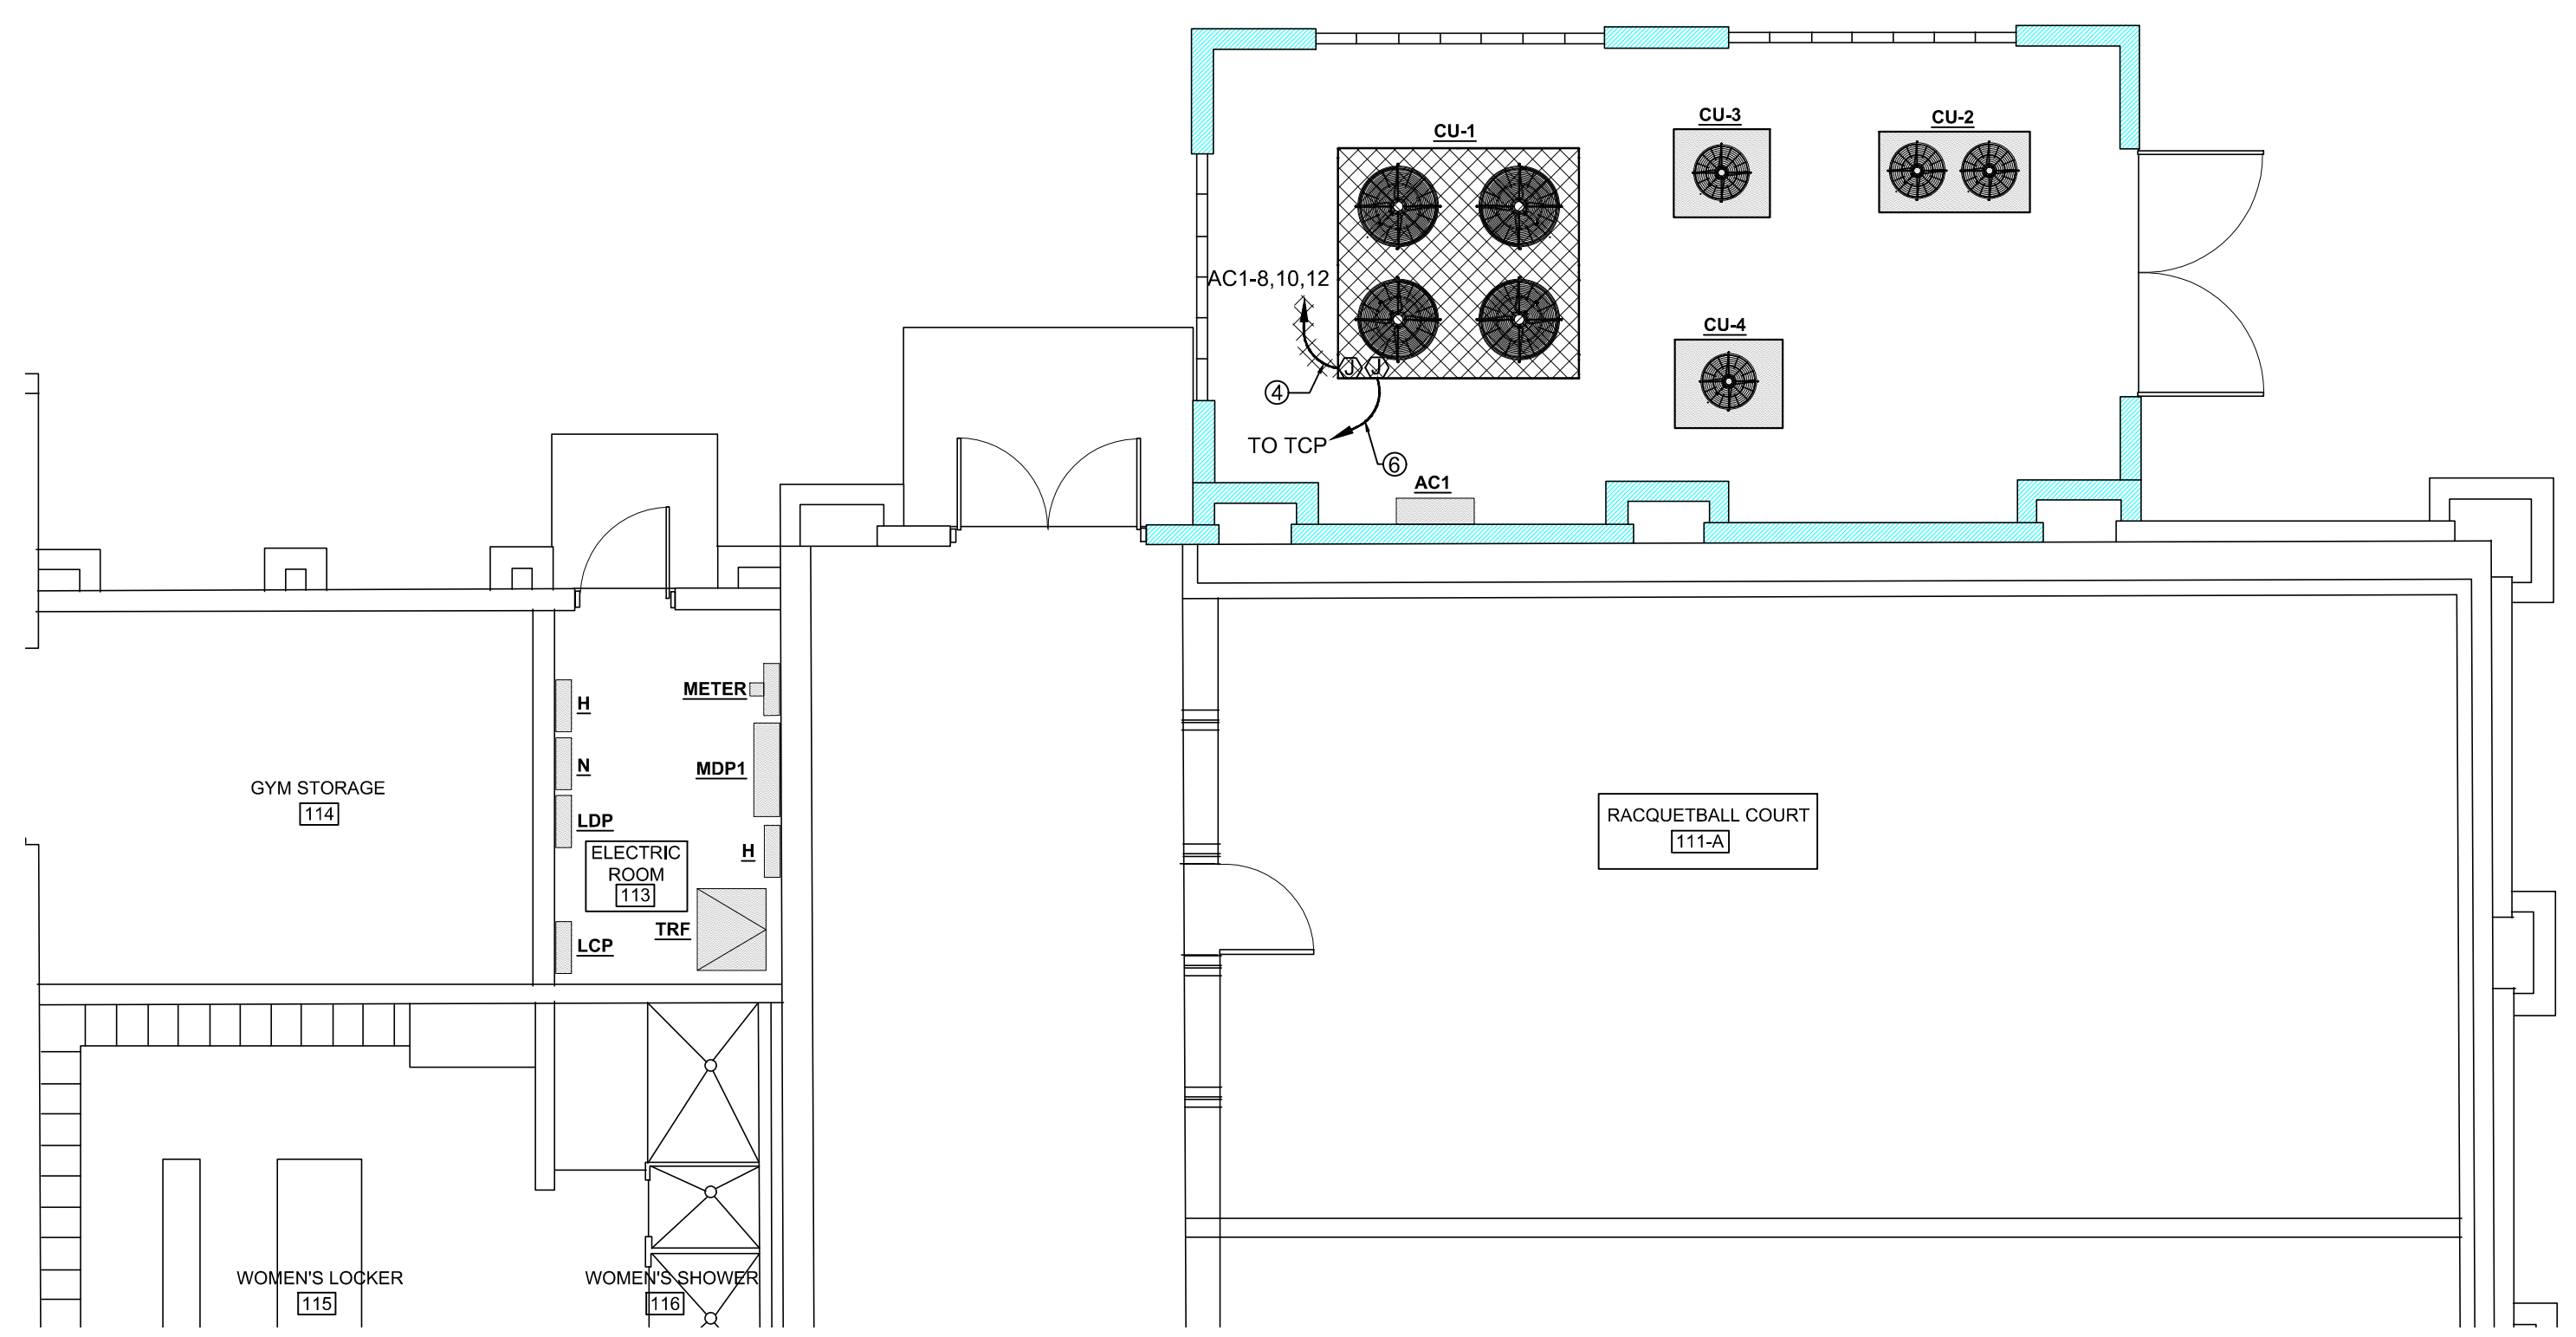 CU-1
CU-3
CU-2
AC1-8,10,12
CU-4
J J
4
TO TCP
6
AC1
H
METER
N
MDP1
GYM STORAGE
114
LDP
ELECTRIC
ROOM
113
H
RACQUETBALL COURT
111-A
LCP
TRF
WOMEN'S LOCKER
115
WOMEN'S SHOWER
116